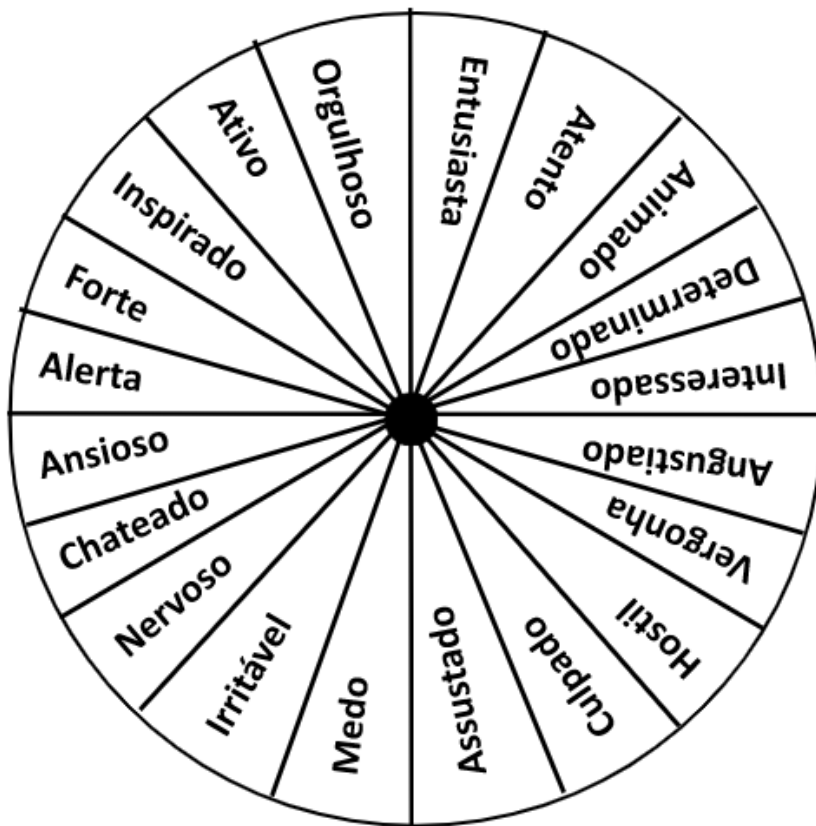 Entusiasta
Atento
Animado
Determinado
Interessado
Angustiado
Vergonha
Hostil
Culpado
Assustado
Medo
Irritável
Nervoso
Chateado
Ansioso
Alerta
Forte
Inspirado
Ativo
Orgulhoso